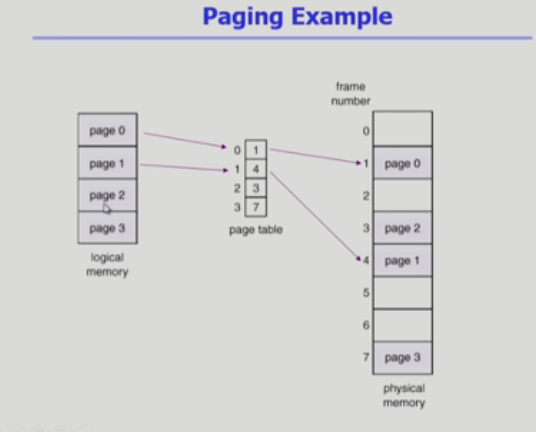 Paging Example
page 0
page 1
page 2
page 3
logical
memory
0 1
1 4
2 3
3 7
page table
frame
number
0
1 page 0
2
3 page 2
4 page 1
5
6
7 page 3
physical
memory